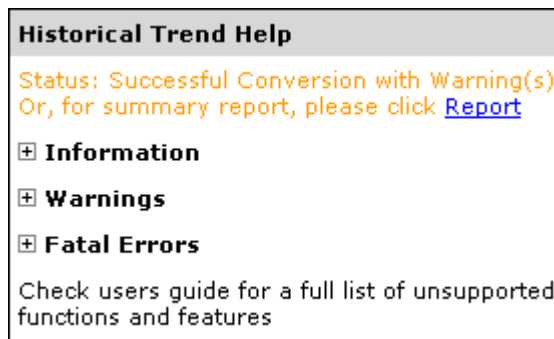 Historical Trend Help
Status: Successful Conversion with Warning(s)
Or, for summary report, please click Report
Information
Warnings
Fatal Errors
Check users guide for a full list of unsupported
functions and features